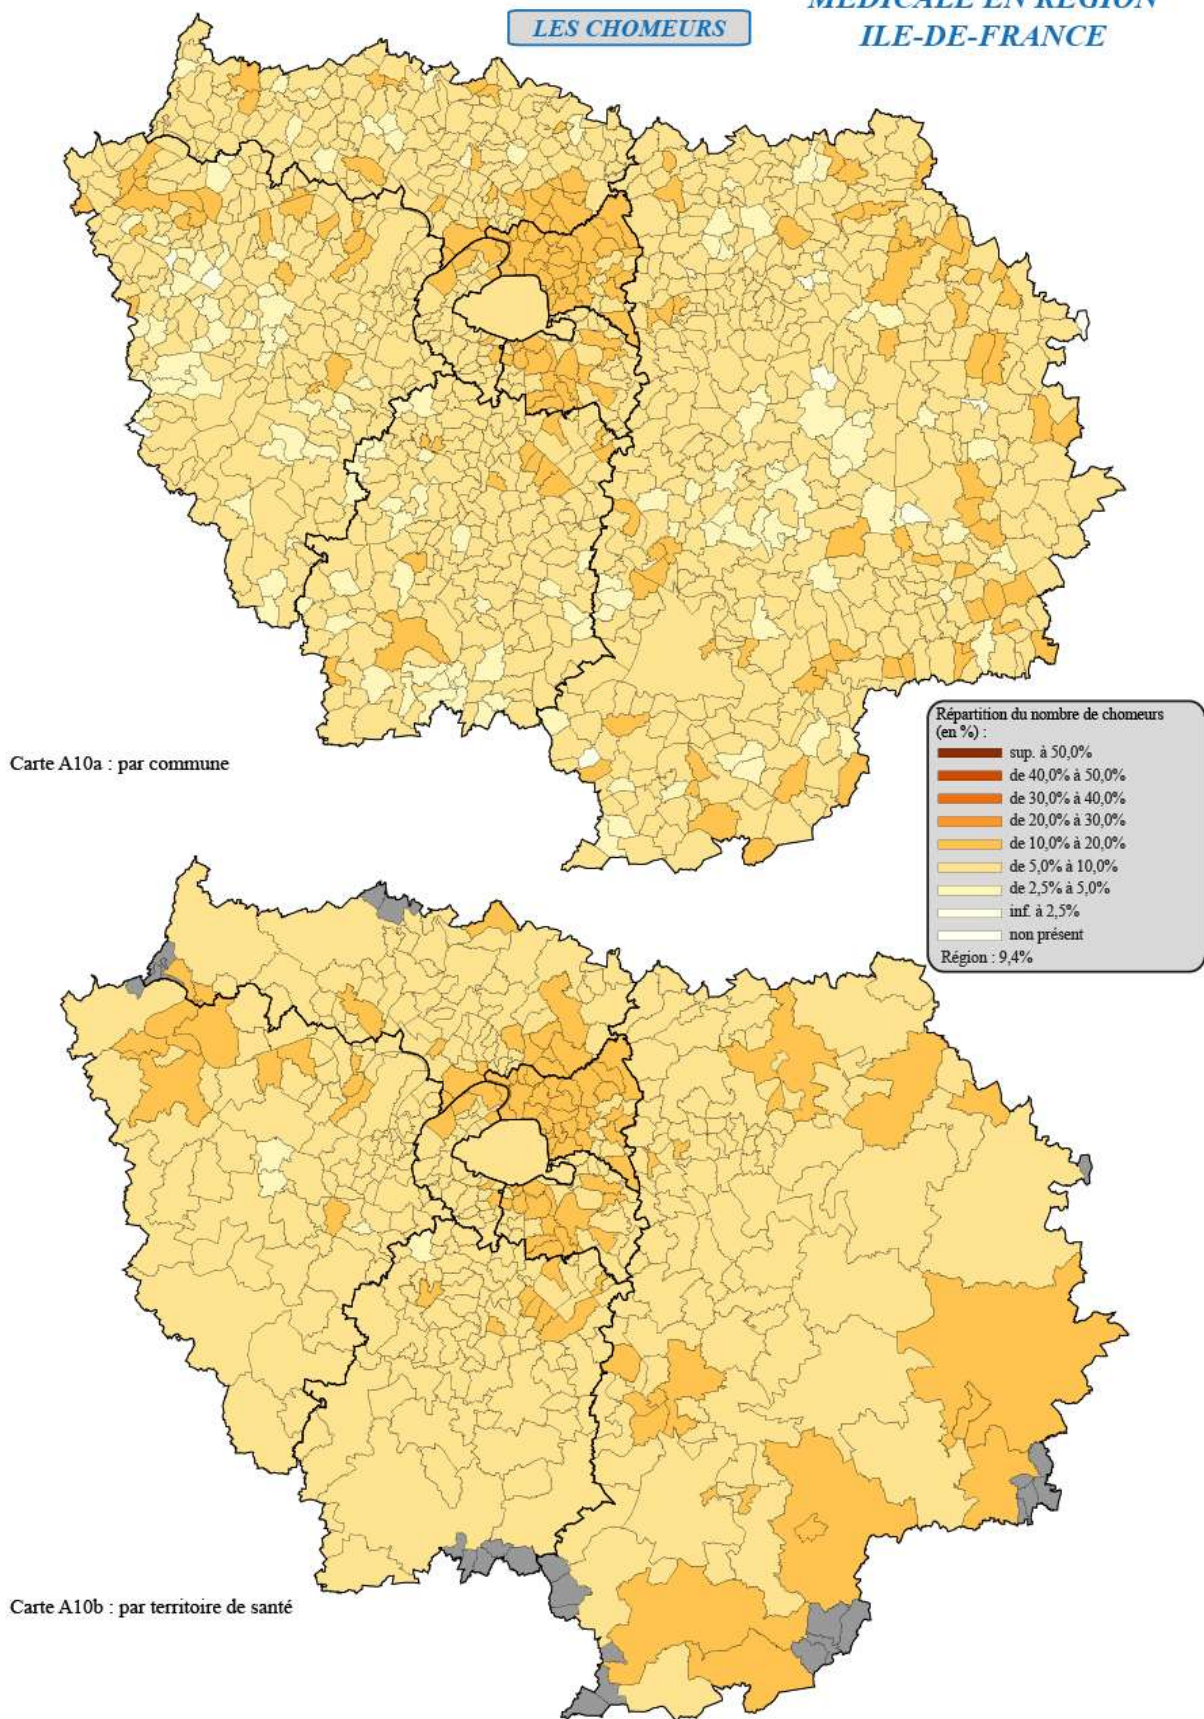 MEDICALE EN REGION
ILE-DE-FRANCE
LES CHOMEURS
Carte A10a : par commune
Répartition du nombre de chomeurs
(en %) :
sup. à 50,0%
de 40,0% à 50,0%
de 30,0% à 40,0%
de 20,0% à 30,0%
de 10,0% à 20,0%
de 5,0% à 10,0%
de 2,5% à 5,0%
inf. à 2,5%
non présent
Région : 9,4%
Carte A10b : par territoire de santé